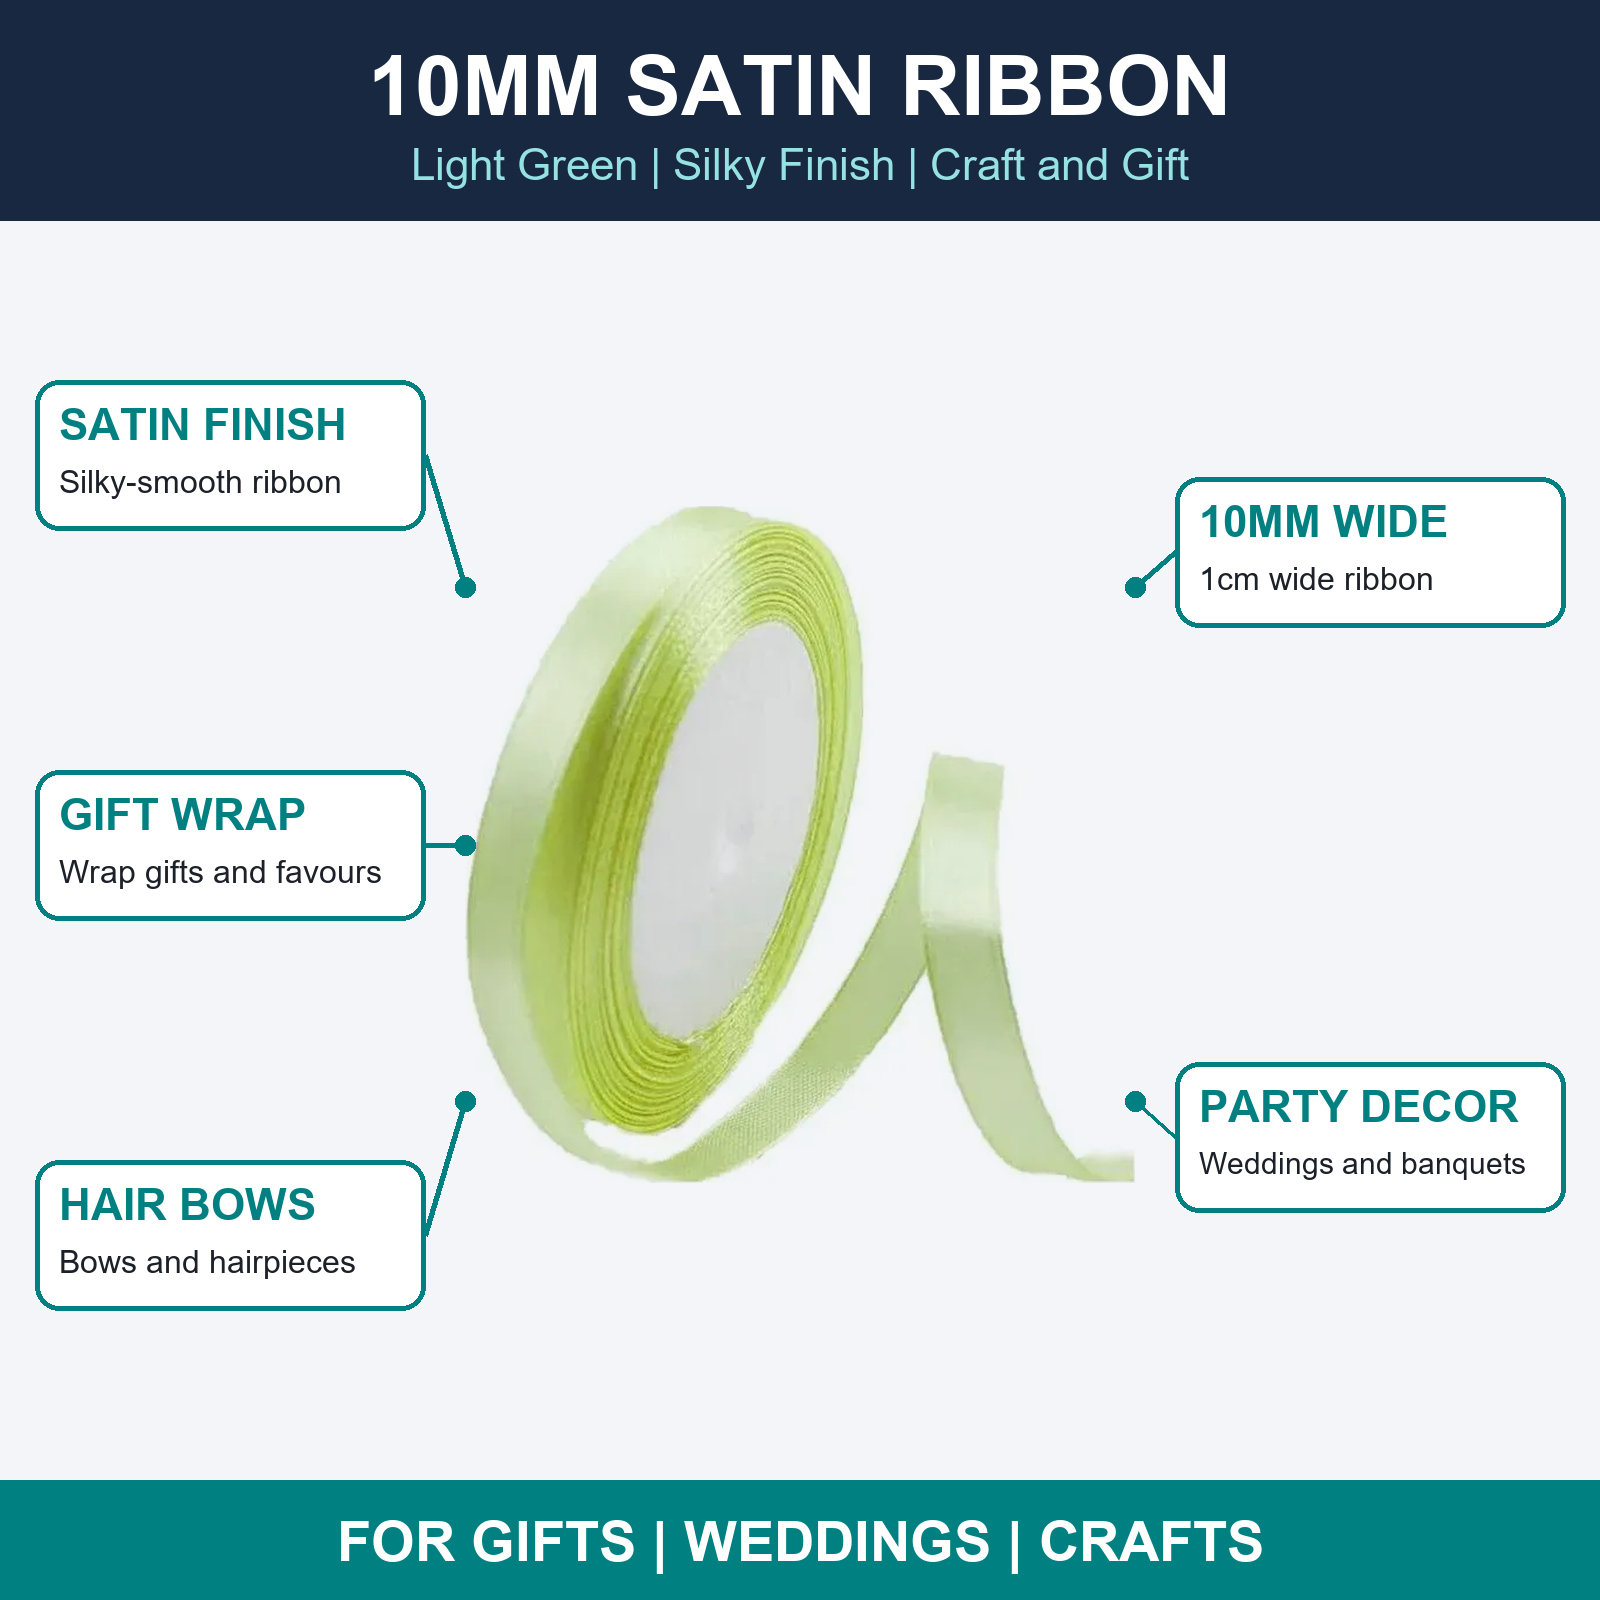 10MM SATIN RIBBON
Light Green | Silky Finish | Craft and Gift
SATIN FINISH
Silky-smooth ribbon
10MM WIDE
1cm wide ribbon
GIFT WRAP
Wrap gifts and favours
PARTY DECOR
Weddings and banquets
HAIR BOWS
Bows and hairpieces
FOR GIFTS | WEDDINGS | CRAFTS